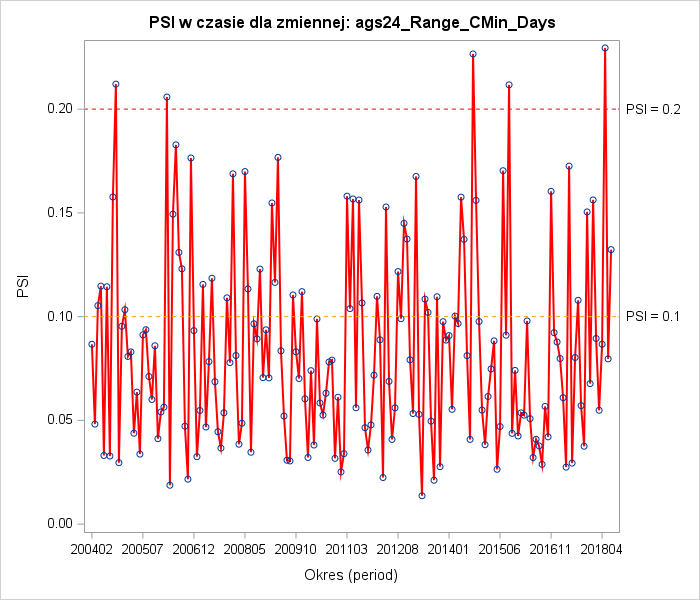 PSI w czasie dla zmiennej: ags24_Range_CMin_Days
0.20
PSI = 0.2
0.15
PSI
0.10
PSI = 0.1
0.05
0.00
200402 200507 200612 200805 200910 201103 201208 201401 201506 201611 201804
Okres (period)